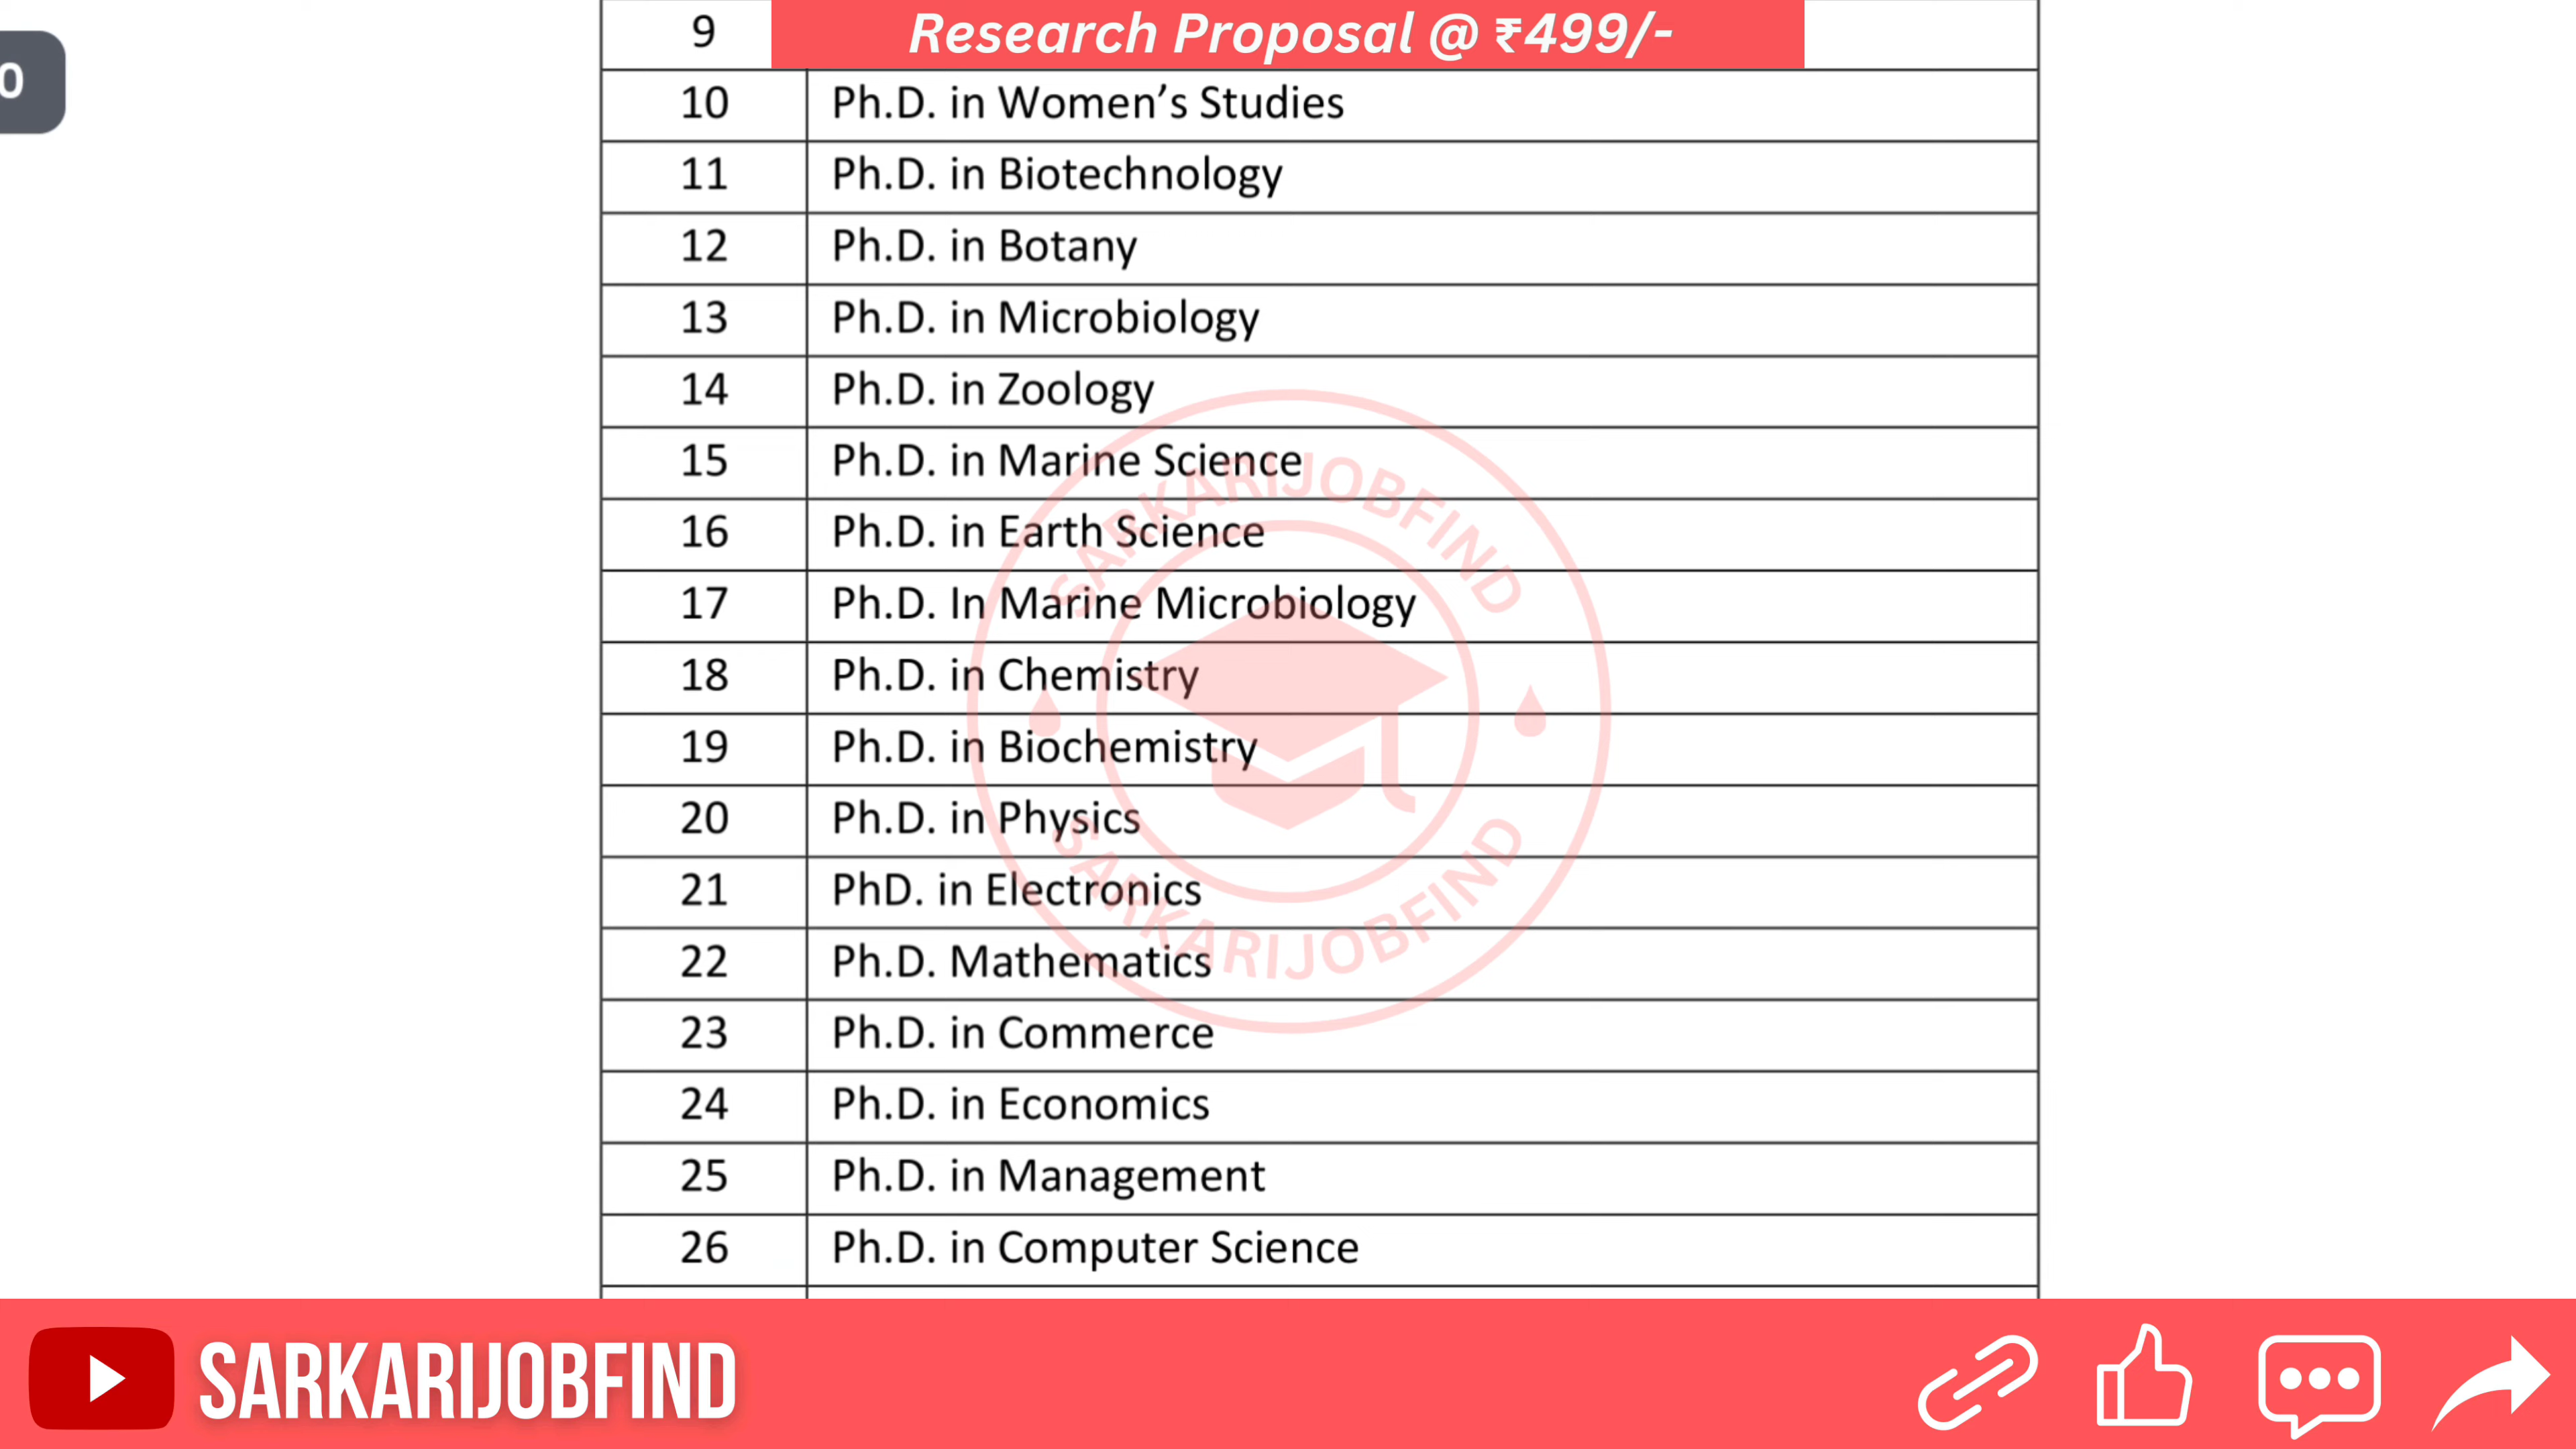 0
9 Research Proposal @ ₹499/-
10 Ph.D. in Women’s Studies
11 Ph.D. in Biotechnology
12 Ph.D. in Botany
13 Ph.D. in Microbiology
14 Ph.D. in Zoology
15 Ph.D. in Marine Science
16 Ph.D. in Earth Science
17 Ph.D. In Marine Microbiology
18 Ph.D. in Chemistry
19 Ph.D. in Biochemistry
20 Ph.D. in Physics
21 PhD. in Electronics
22 Ph.D. Mathematics
23 Ph.D. in Commerce
24 Ph.D. in Economics
25 Ph.D. in Management
26 Ph.D. in Computer Science
SARKARIJOBFIND
SARKARIJOBFIND
SARKARIJOBFIND